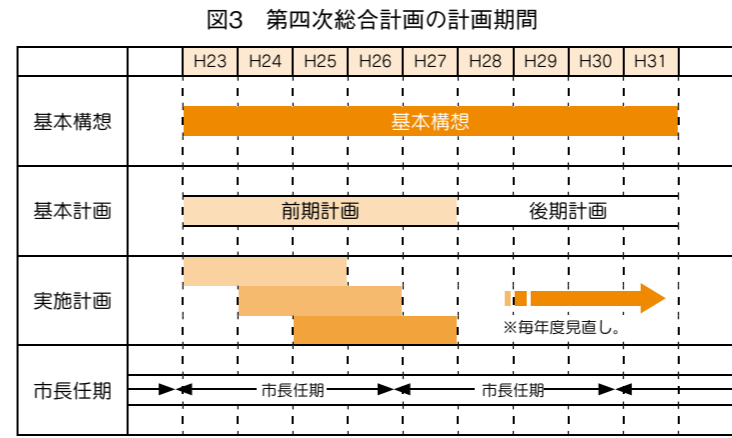 図3　第四次総合計画の計画期間
H23 H24 H25 H26 H27 H28 H29 H30 H31
基本構想 基本構想
基本計画 前期計画 後期計画
実施計画
※毎年度見直し。
市長任期 市長任期 市長任期